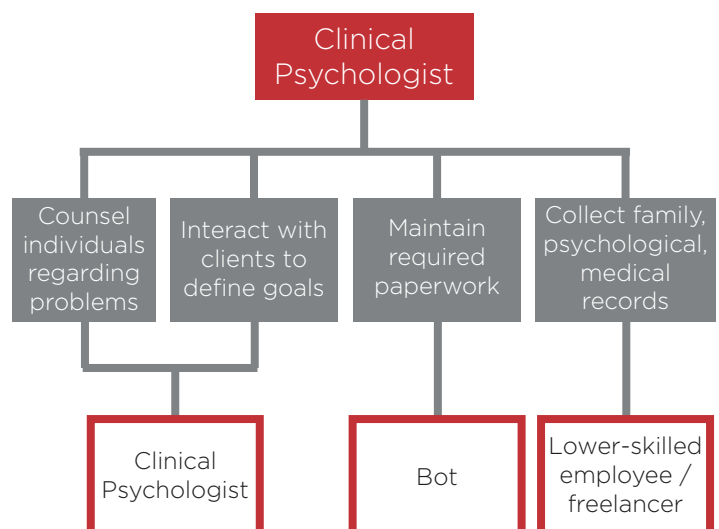 Clinical
Psychologist
Counsel
individuals
regarding
problems
Interact with
clients to
define goals
Maintain
required
paperwork
Collect family,
psychological,
medical
records
Clinical
Psychologist
Bot
Lower-skilled
employee /
freelancer